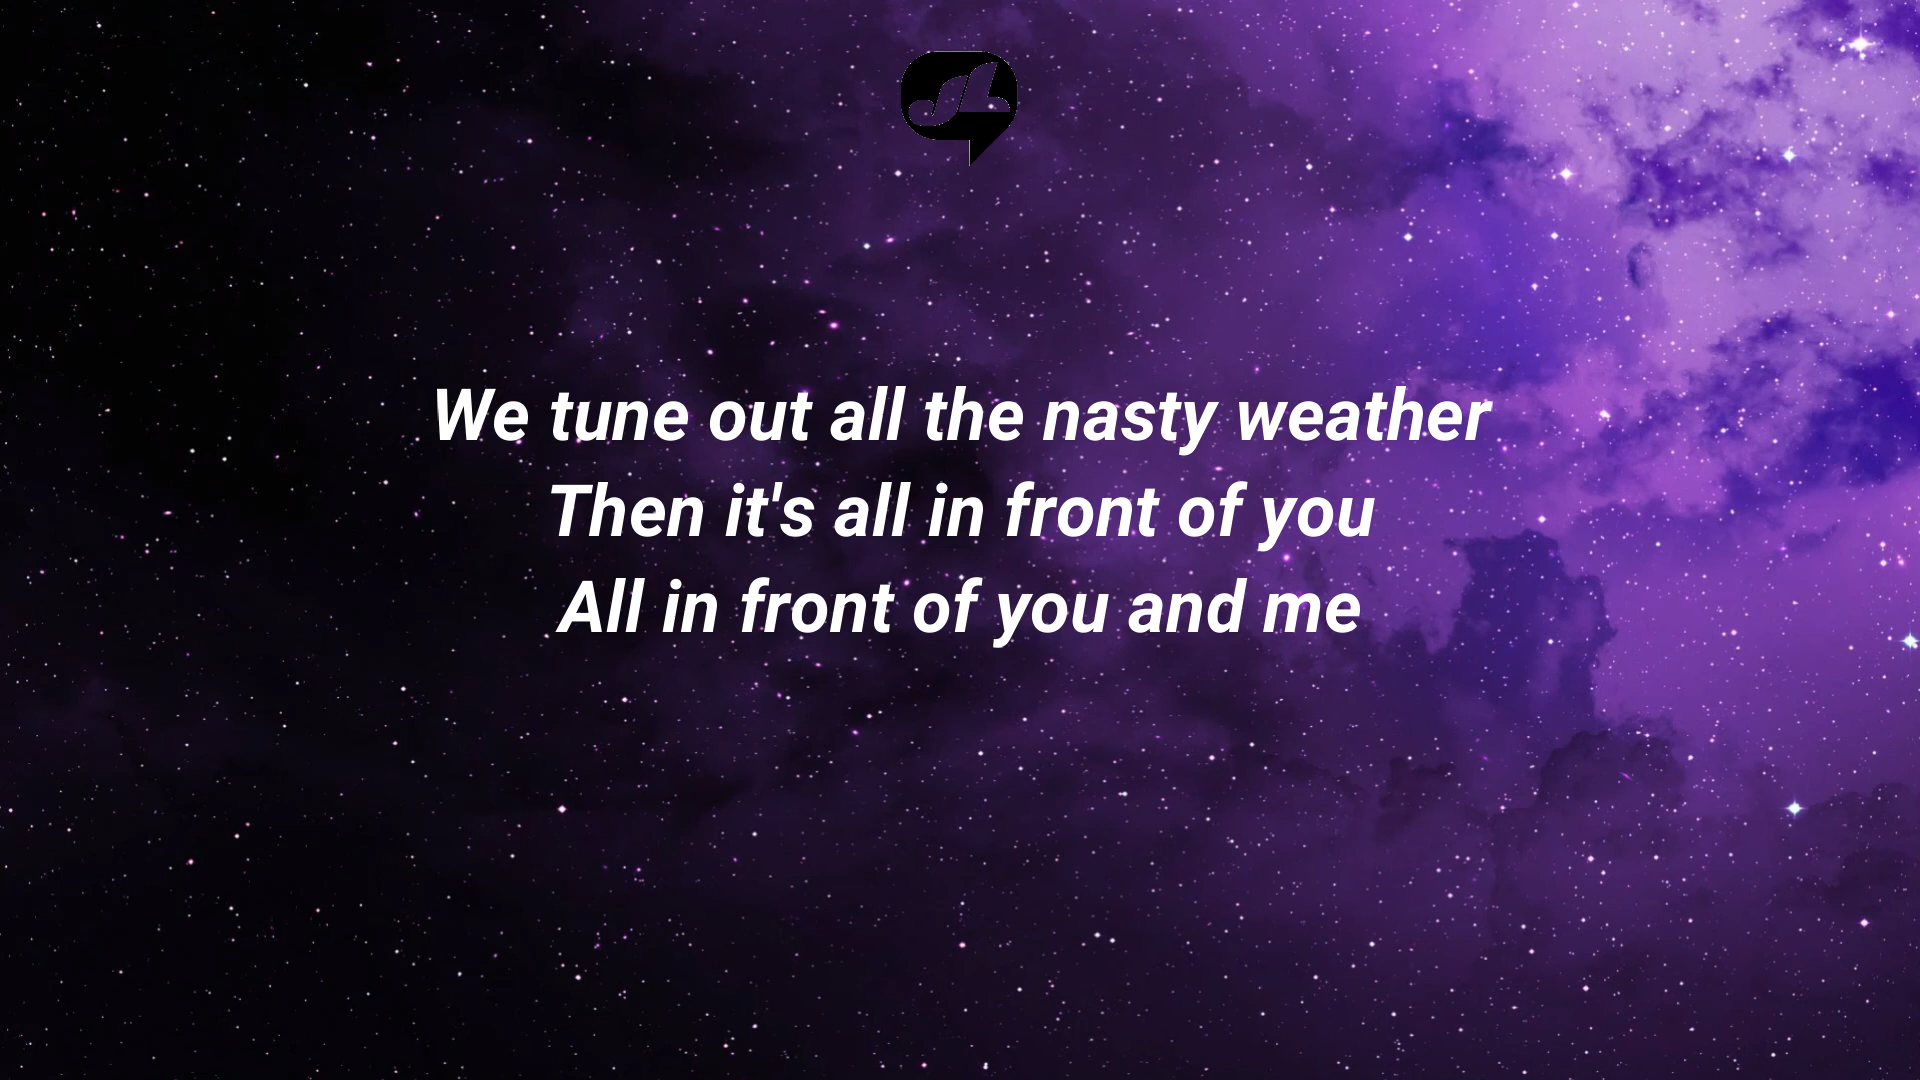 We tune out all the nasty weather
Then it's all in front of you
All in front of you and me